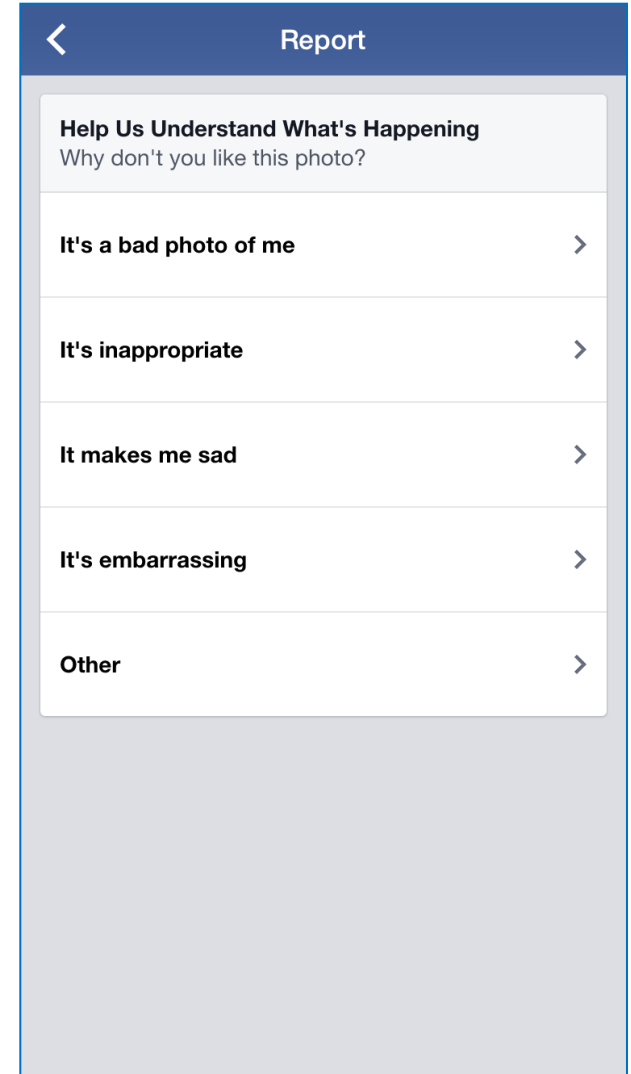 Report
Help Us Understand What's Happening
Why don't you like this photo?
It's a bad photo of me
It's inappropriate
It makes me sad
It's embarrassing
Other